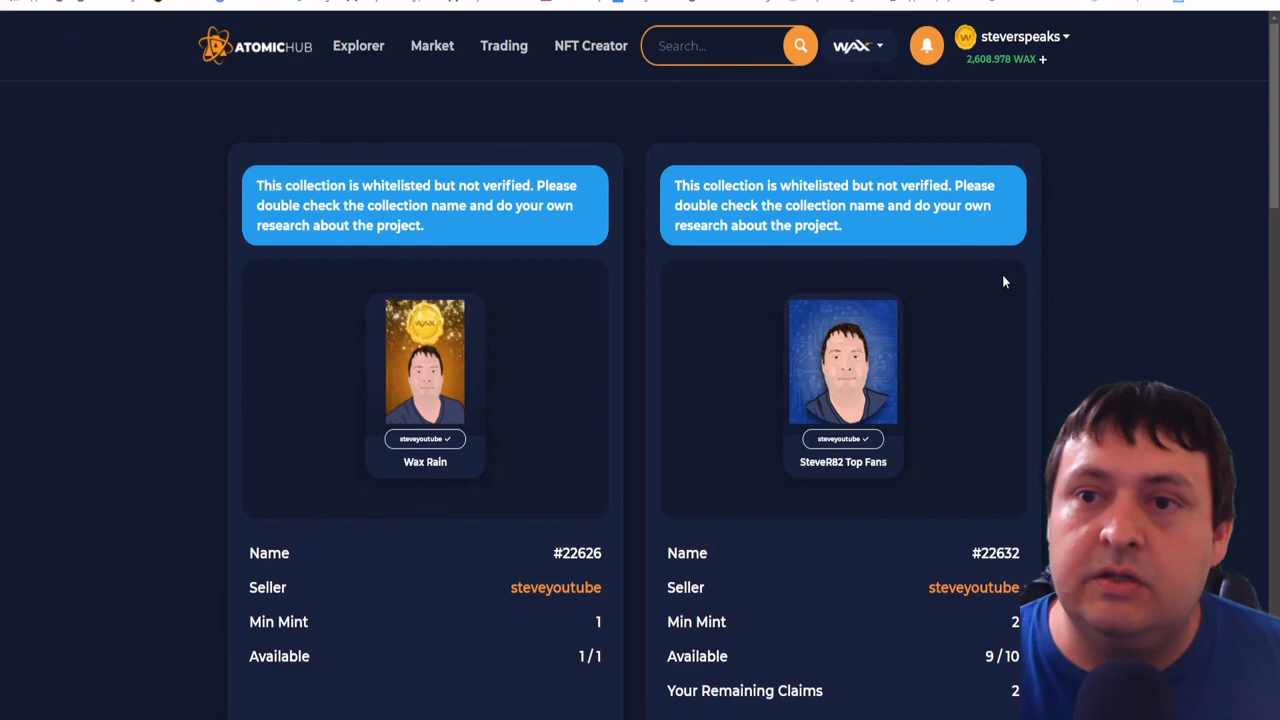 ATOMICHUB Explorer Market Trading NFT Creator Search... WAX steverspeaks
2,608.978 WAX +
This collection is whitelisted but not verified. Please
double check the collection name and do your own
research about the project.
WAX
steveyoutube
Wax Rain
Name #22626
Seller steveyoutube
Min Mint 1
Available 1 / 1
This collection is whitelisted but not verified. Please
double check the collection name and do your own
research about the project.
steveyoutube
SteveR82 Top Fans
Name #22632
Seller steveyoutube
Min Mint 2
Available 9 / 10
Your Remaining Claims 2